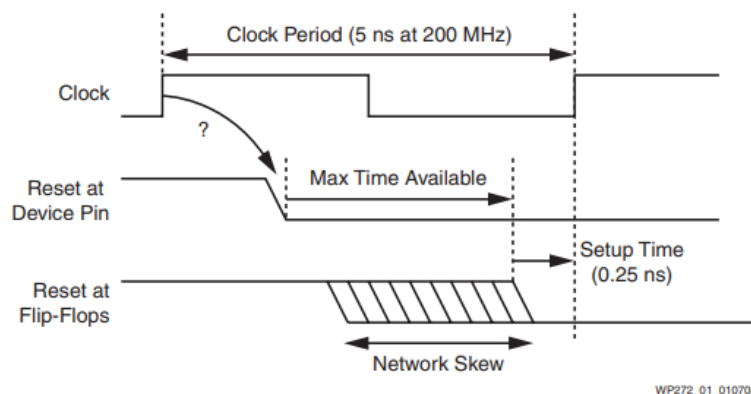 Clock Period (5 ns at 200 MHz)
Clock
?
Reset at
Device Pin
Max Time Available
Setup Time
(0.25 ns)
Reset at
Flip-Flops
Network Skew
WP272_01_01070